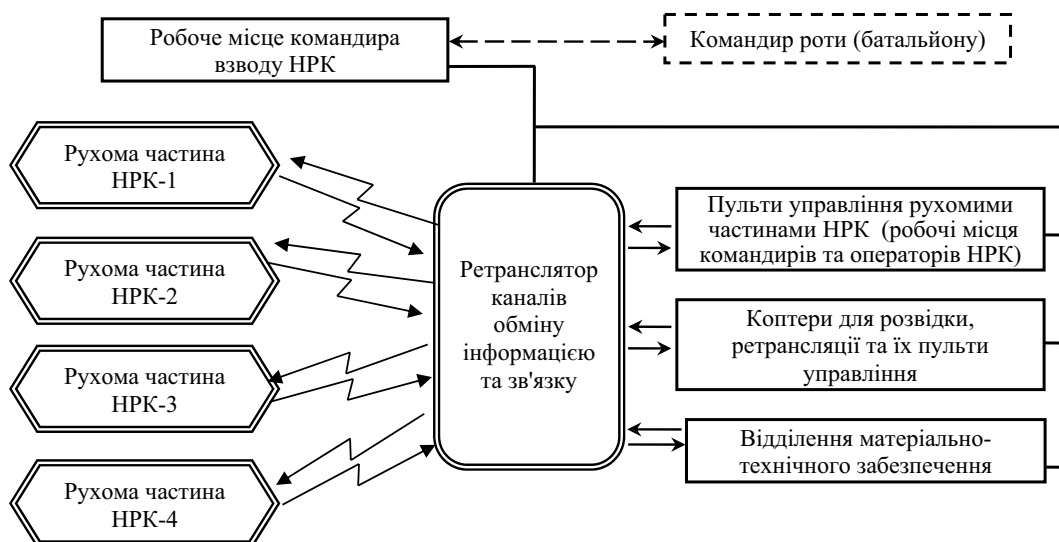 Робоче місце командира
взводу НРК
Командир роти (батальйону)
Рухома частина
НРК-1
Рухома частина
НРК-2
Рухома частина
НРК-3
Рухома частина
НРК-4
Ретранслятор
каналів
обміну
інформацією
та зв'язку
Пульти управління рухомими
частинами НРК (робочі місця
командирів та операторів НРК)
Коптери для розвідки,
ретрансляції та їх пульти
управління
Відділення матеріально-
технічного забезпечення